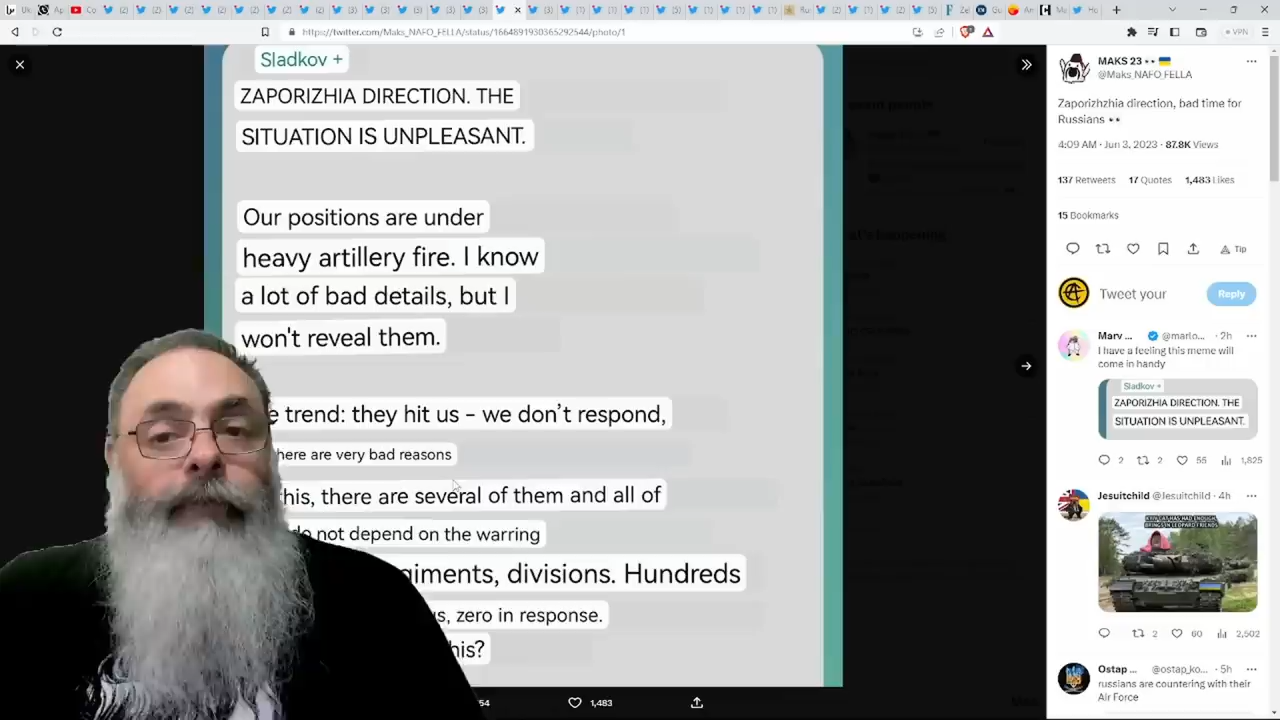 https://twitter.com/Maks_NAFO_FELLA/status/1664891930365292544/photo/1
VPN
Sladkov +
ZAPORIZHIA DIRECTION. THE
SITUATION IS UNPLEASANT.
Our positions are under
heavy artillery fire. I know
a lot of bad details, but I
won't reveal them.
trend: they hit us - we don't respond,
here are very bad reasons
his, there are several of them and all of
do not depend on the warring
giments, divisions. Hundreds
s, zero in response.
his?
54
1,483
MAKS 23
@Maks_NAFO_FELLA
Zaporizhzhia direction, bad time for
Russians
4:09 AM · Jun 3, 2023 · 87.8K Views
137 Retweets 17 Quotes 1,483 Likes
15 Bookmarks
Tip
Tweet your
Reply
Marv ... @marlo... · 2h
I have a feeling this meme will
come in handy
Sladkov +
ZAPORIZHIA DIRECTION. THE
SITUATION IS UNPLEASANT.
2 2 55 1,825
Jesuitchild @Jesuitchild · 4h
2 60 2,502
Ostap ... @ostap_ko... · 5h
russians are countering with their
Air Force